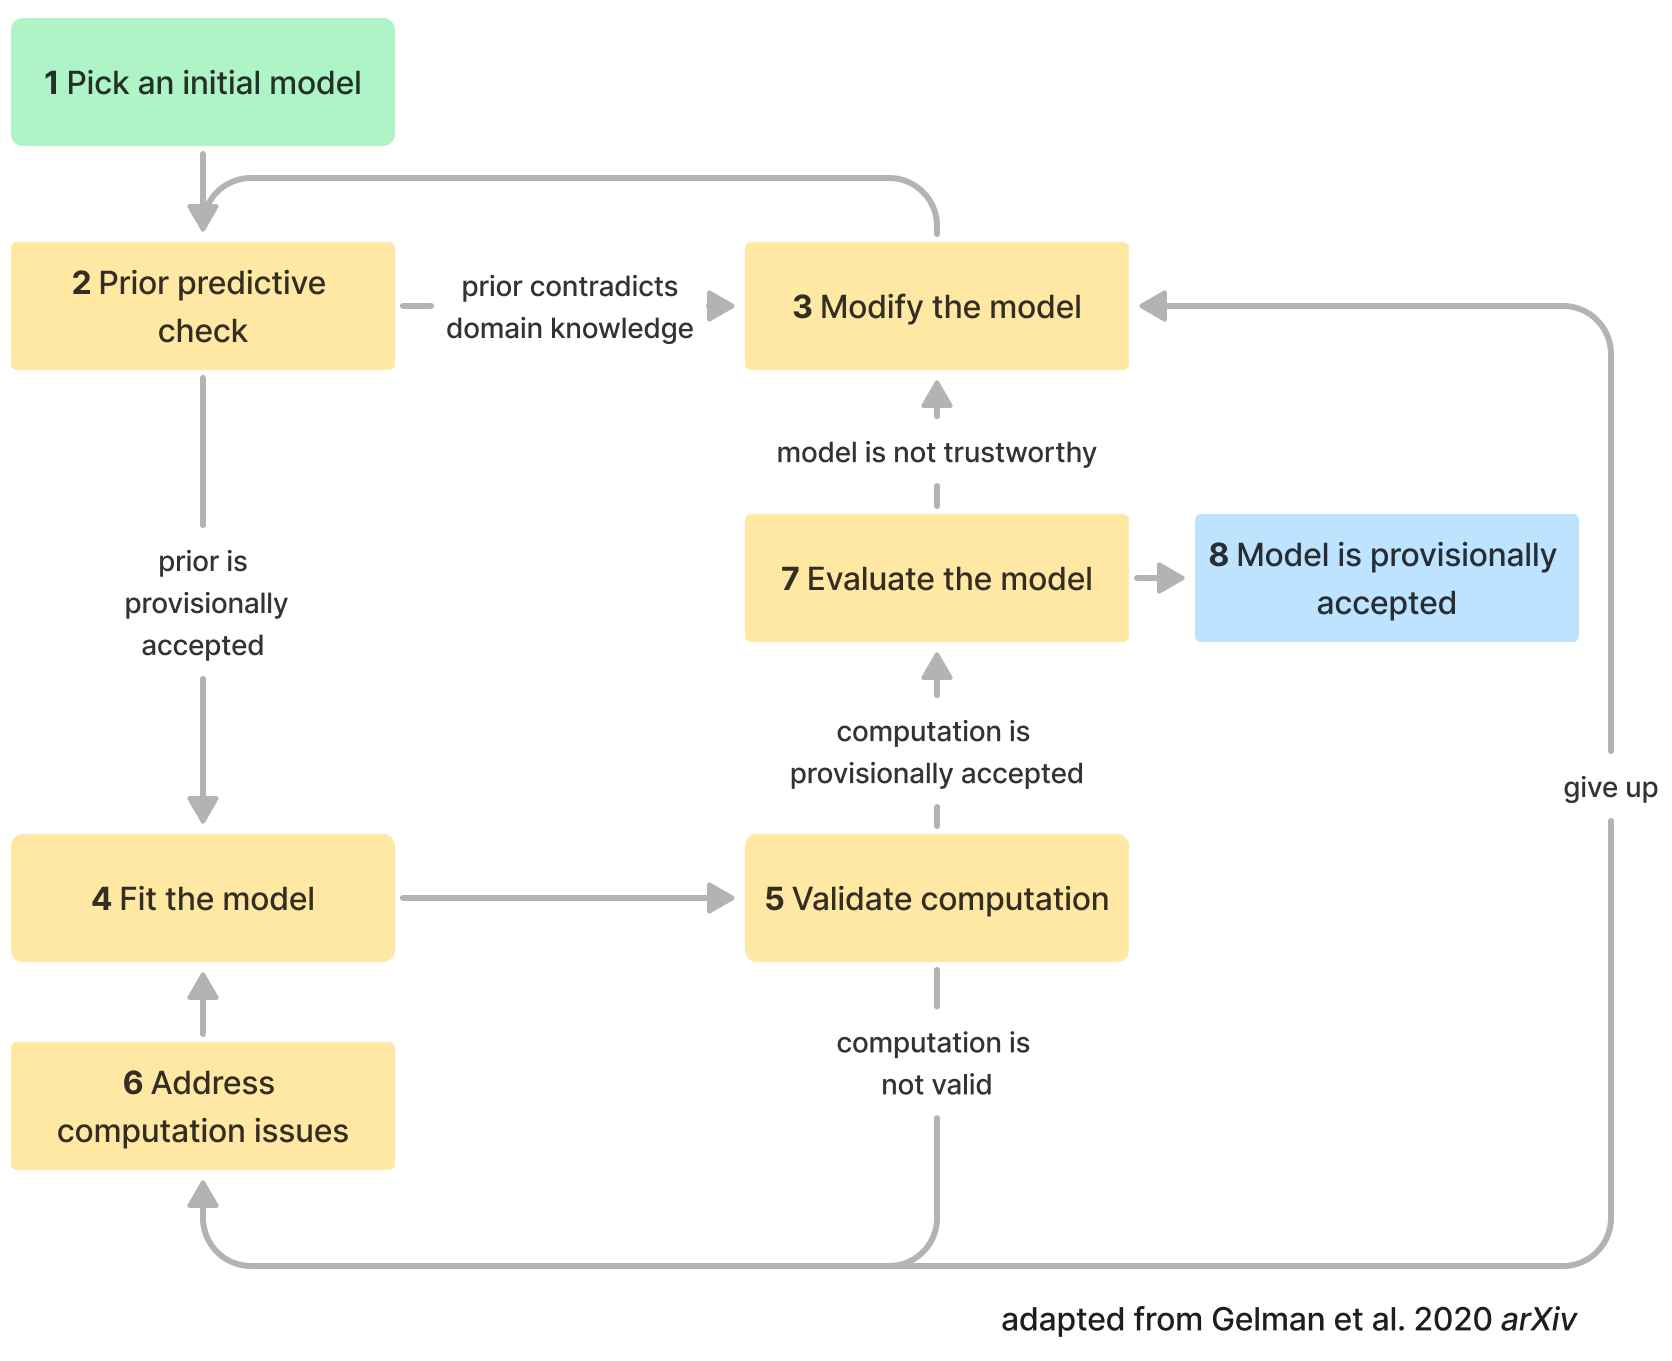 1 Pick an initial model
2 Prior predictive
check
prior contradicts
domain knowledge
3 Modify the model
model is not trustworthy
prior is
provisionally
accepted
7 Evaluate the model
8 Model is provisionally
accepted
computation is
provisionally accepted
give up
4 Fit the model
5 Validate computation
6 Address
computation issues
computation is
not valid
adapted from Gelman et al. 2020 arXiv